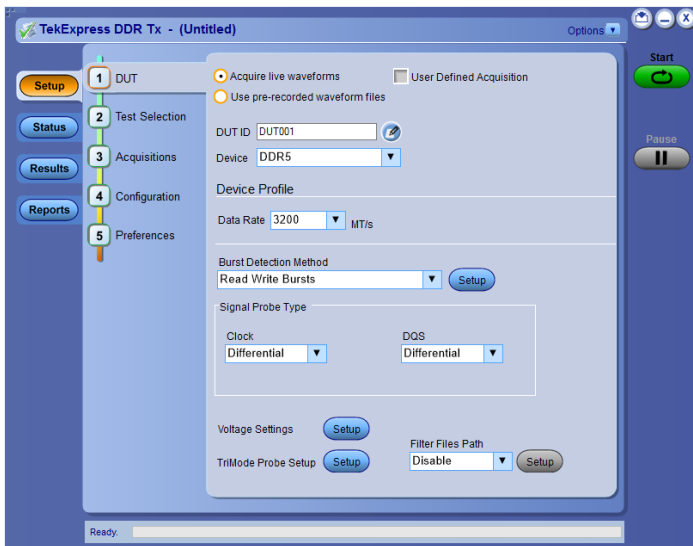 TekExpress DDR Tx - (Untitled)
Options
Start
Pause
Setup
Status
Results
Reports
1 DUT
2 Test Selection
3 Acquisitions
4 Configuration
5 Preferences
Acquire live waveforms
User Defined Acquisition
Use pre-recorded waveform files
DUT ID DUT001
Device DDR5
Device Profile
Data Rate 3200 MT/s
Burst Detection Method
Read Write Bursts Setup
Signal Probe Type
Clock DQS
Differential Differential
Voltage Settings Setup
Filter Files Path
TriMode Probe Setup Setup Disable Setup
Ready.